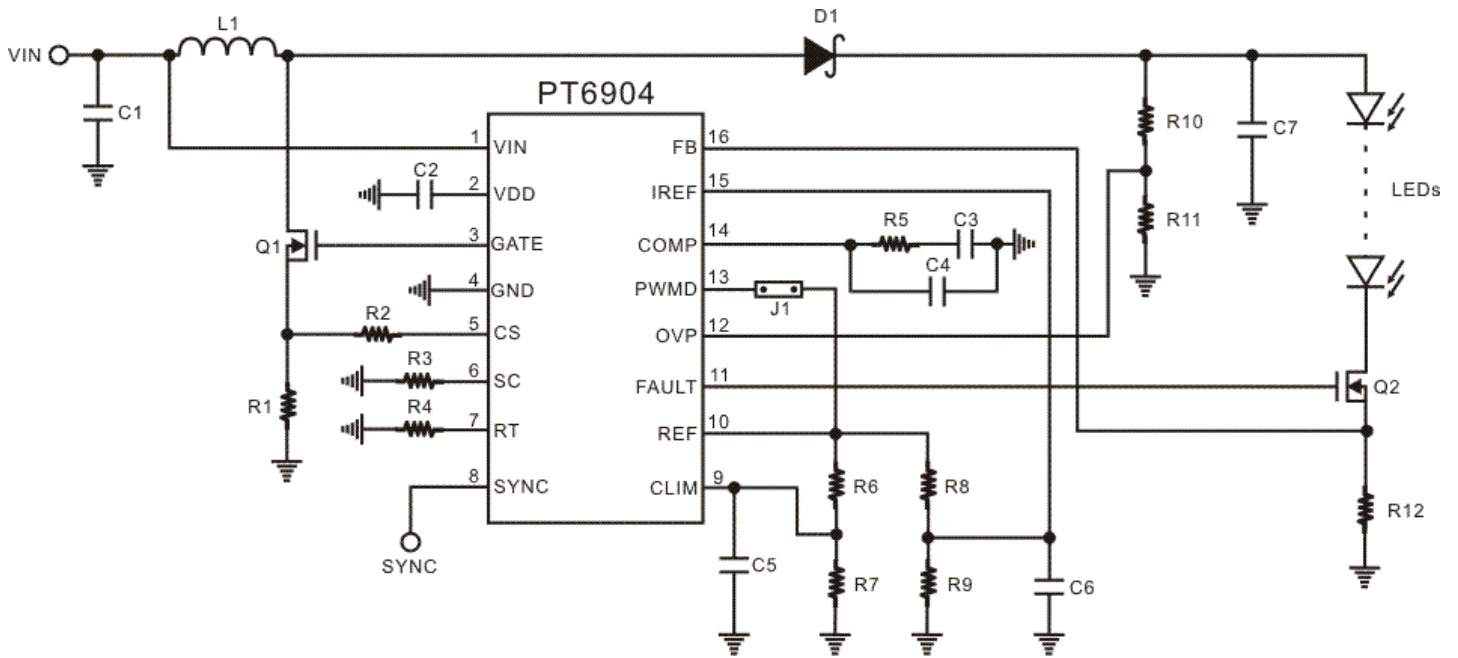 D1
L1
VIN
C1
PT6904
R10
C7
1
VIN
FB
16
C2
2
VDD
IREF
15
LEDs
R11
R5
C3
Q1
3
GATE
COMP
14
C4
4
GND
PWMD
13
J1
R2
5
CS
OVP
12
R3
6
SC
FAULT
11
Q2
R1
R4
7
RT
REF
10
8
SYNC
CLIM
9
R6
R8
R12
SYNC
C5
R7
R9
C6